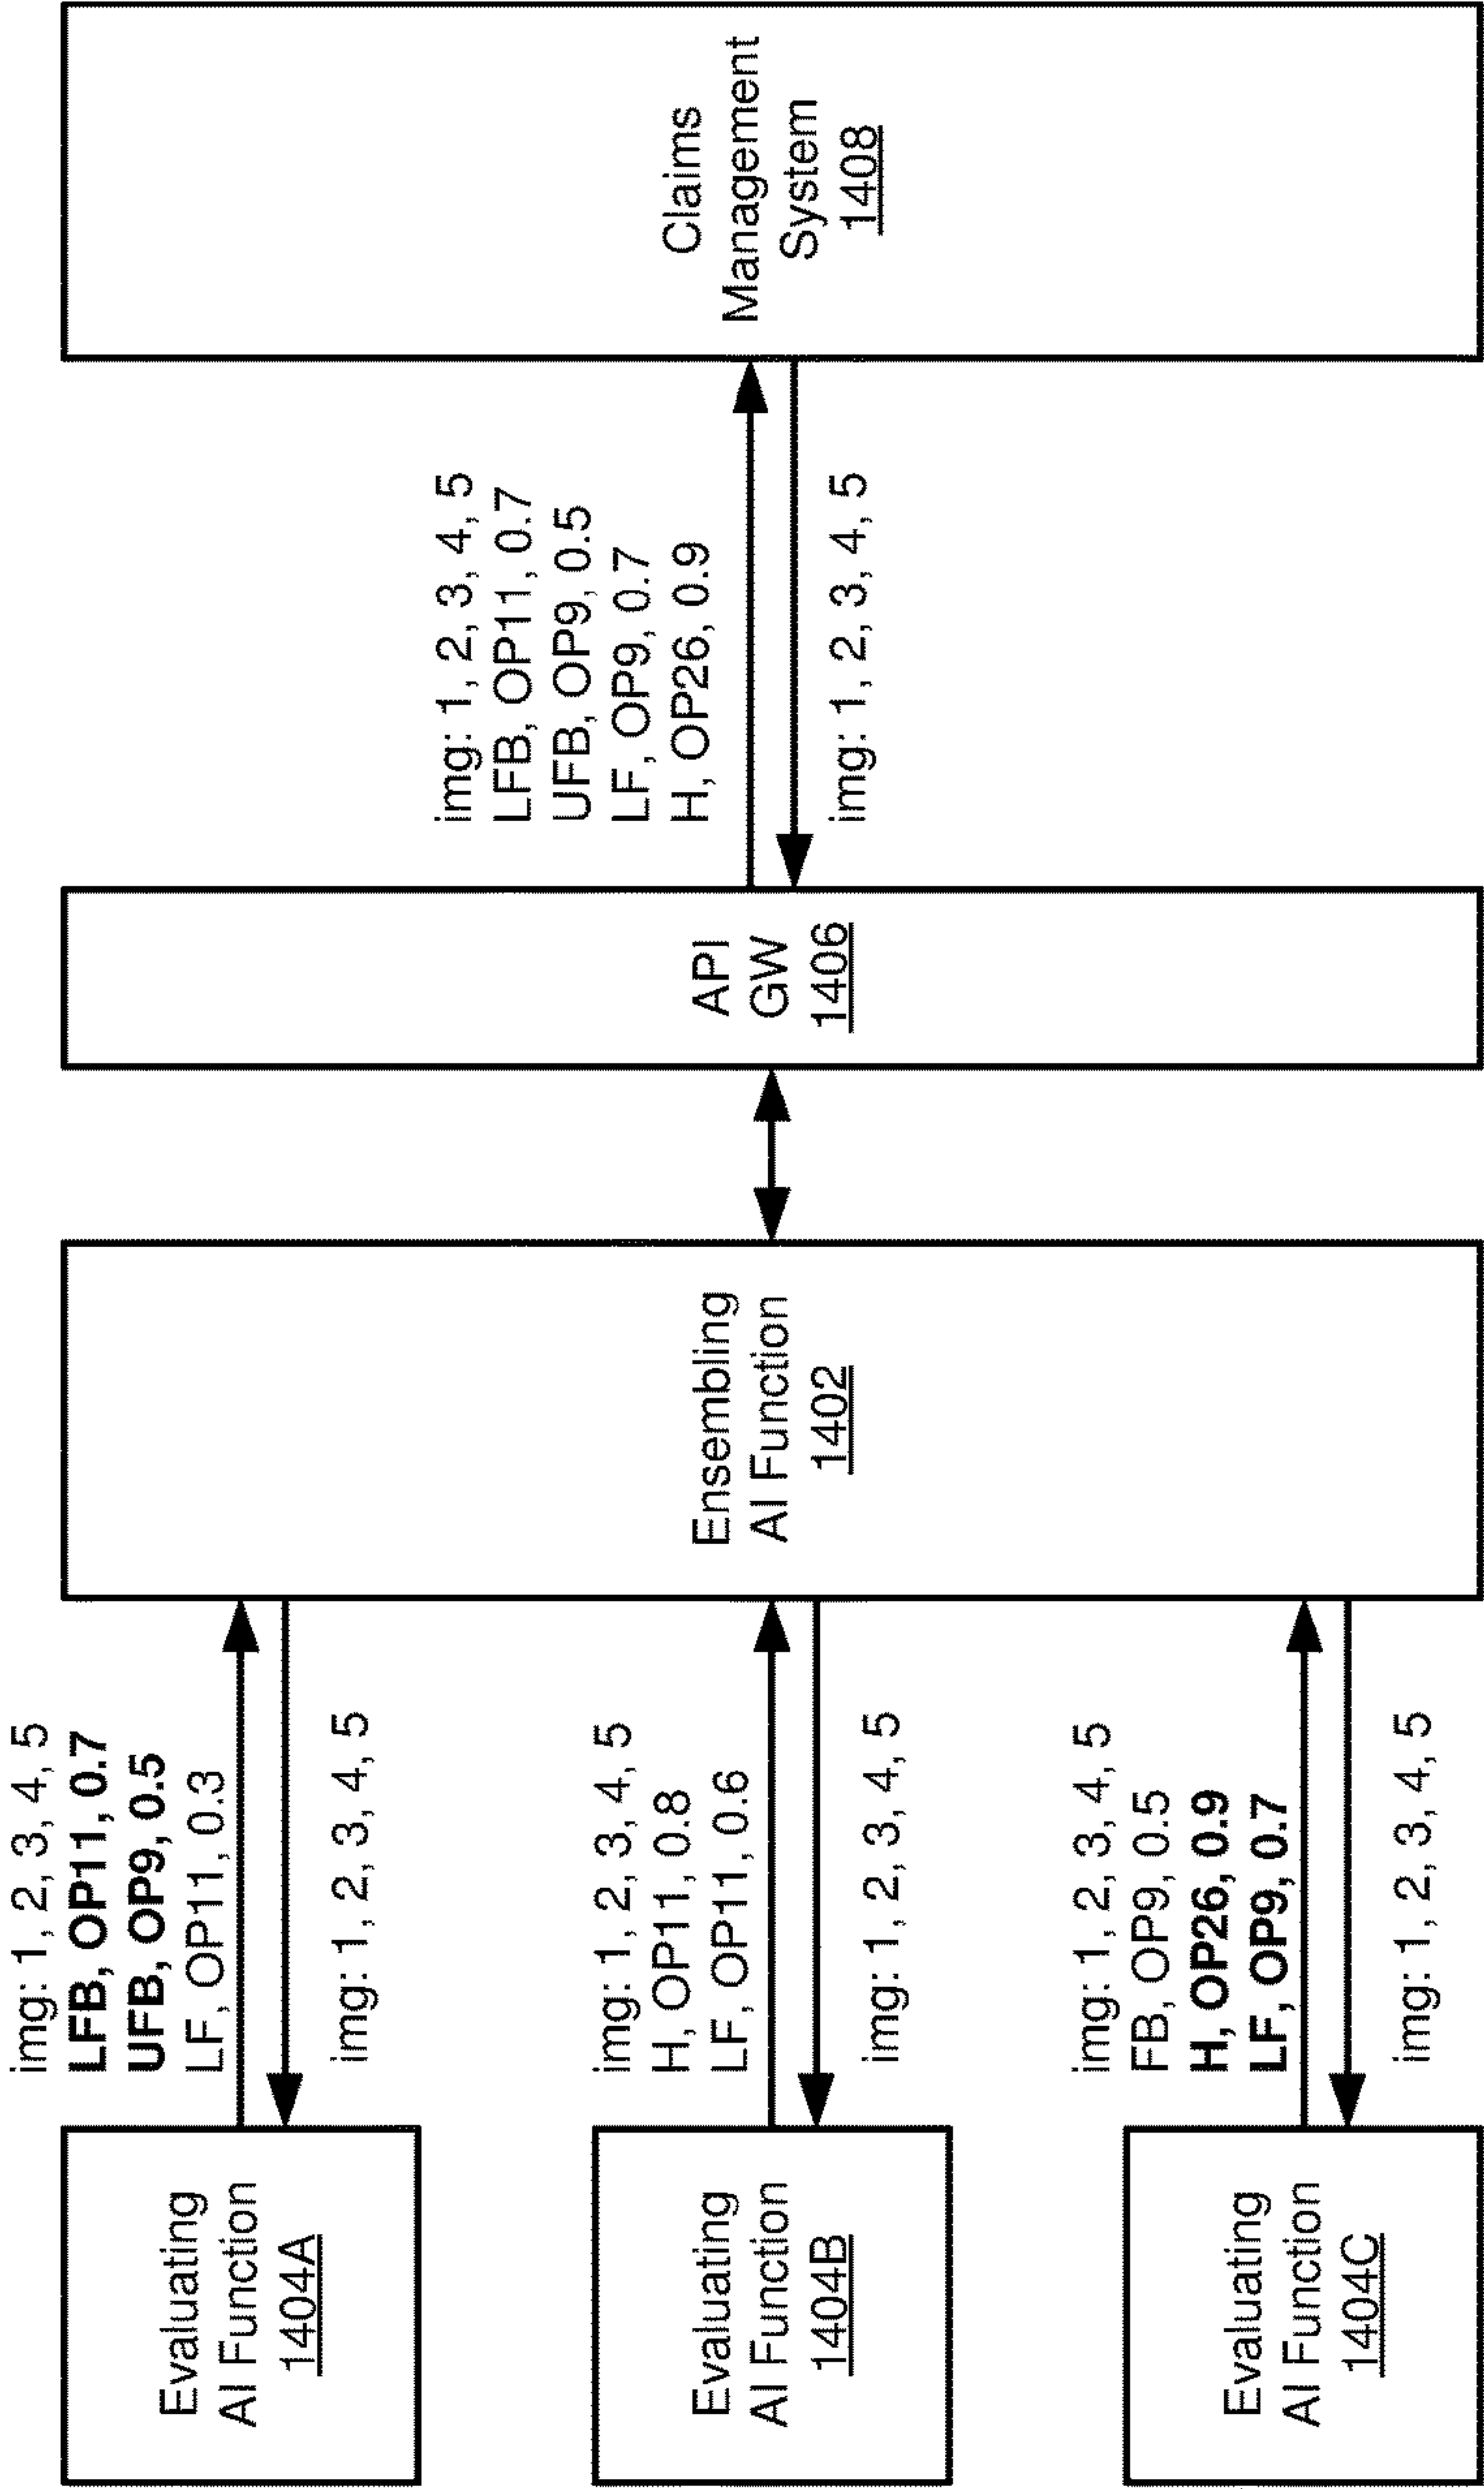 Evaluating
AI Function
1404A
img: 1, 2, 3, 4, 5
LFB, OP11, 0.7
UFB, OP9, 0.5
LF, OP11, 0.3
img: 1, 2, 3, 4, 5
Evaluating
AI Function
1404B
img: 1, 2, 3, 4, 5
H, OP11, 0.8
LF, OP11, 0.6
img: 1, 2, 3, 4, 5
Evaluating
AI Function
1404C
img: 1, 2, 3, 4, 5
FB, OP9, 0.5
H, OP26, 0.9
LF, OP9, 0.7
img: 1, 2, 3, 4, 5
Ensembling
AI Function
1402
API
GW
1406
img: 1, 2, 3, 4, 5
LFB, OP11, 0.7
UFB, OP9, 0.5
LF, OP9, 0.7
H, OP26, 0.9
img: 1, 2, 3, 4, 5
Claims
Management
System
1408